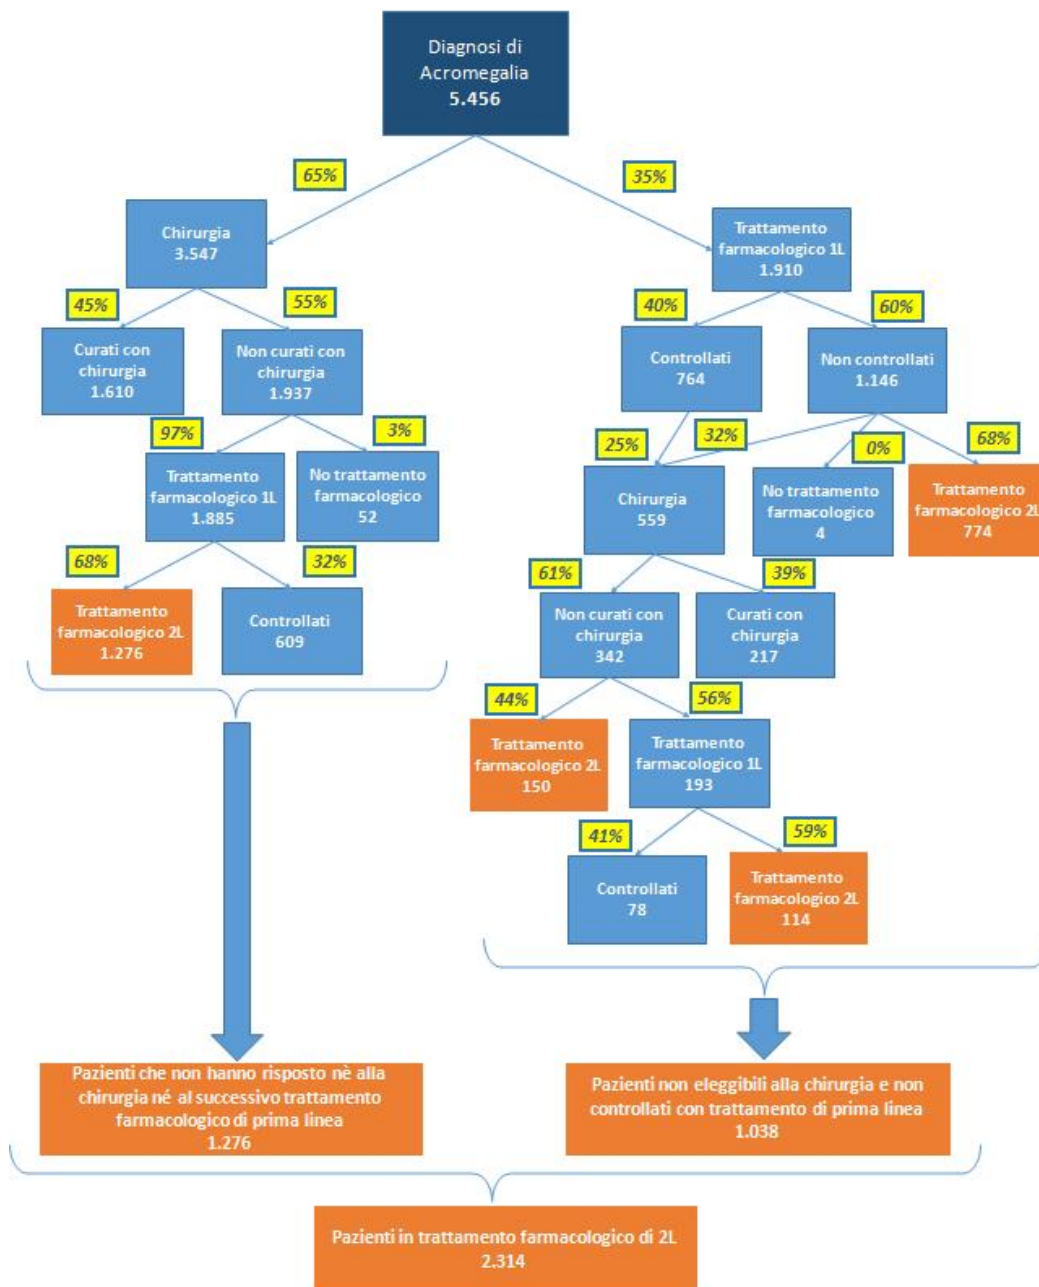 Diagnosi di
Acromegalia
5.456
65%
35%
Chirurgia
3.547
Trattamento
farmacologico 1L
1.910
45%
55%
40%
60%
Curati con
chirurgia
1.610
Non curati con
chirurgia
1.937
Controllati
764
Non controllati
1.146
97%
3%
25%
32%
0%
68%
Trattamento
farmacologico 1L
1.885
No trattamento
farmacologico
52
Chirurgia
559
No trattamento
farmacologico
4
Trattamento
farmacologico 2L
774
68%
32%
61%
39%
Trattamento
farmacologico 2L
1.276
Controllati
609
Non curati con
chirurgia
342
Curati con
chirurgia
217
44%
56%
Trattamento
farmacologico 2L
150
Trattamento
farmacologico 1L
193
41%
59%
Controllati
78
Trattamento
farmacologico 2L
114
Pazienti che non hanno risposto nè alla
chirurgia né al successivo trattamento
farmacologico di prima linea
1.276
Pazienti non eleggibili alla chirurgia e non
controllati con trattamento di prima linea
1.038
Pazienti in trattamento farmacologico di 2L
2.314